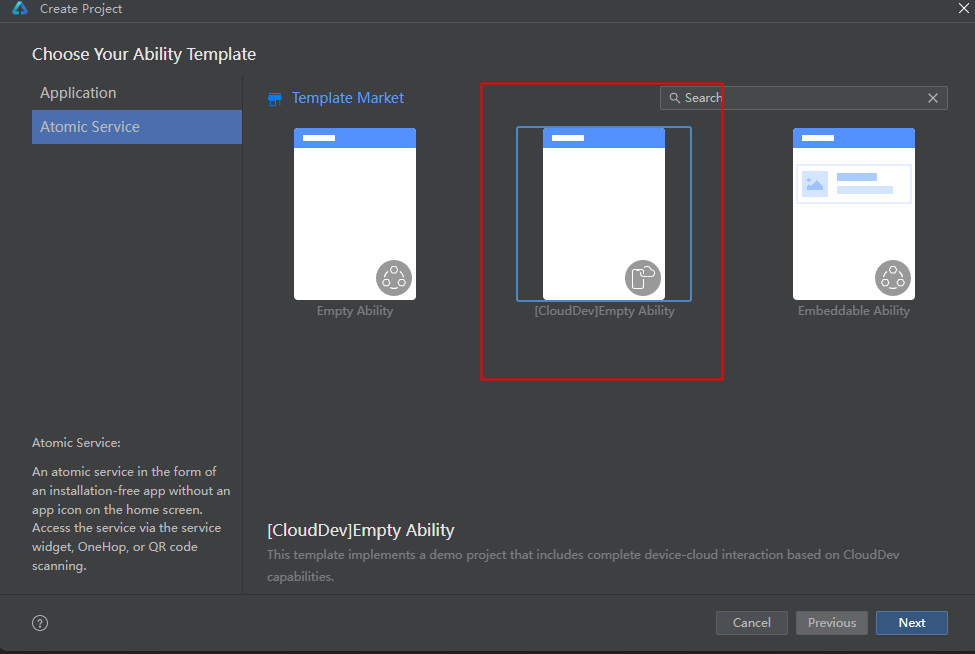 Create Project
Choose Your Ability Template
Application
Atomic Service
Template Market
Search
Empty Ability
[CloudDev]Empty Ability
Embeddable Ability
Atomic Service:
An atomic service in the form of
an installation-free app without an
app icon on the home screen.
Access the service via the service
widget, OneHop, or QR code
scanning.
[CloudDev]Empty Ability
This template implements a demo project that includes complete device-cloud interaction based on CloudDev
capabilities.
?
Cancel
Previous
Next